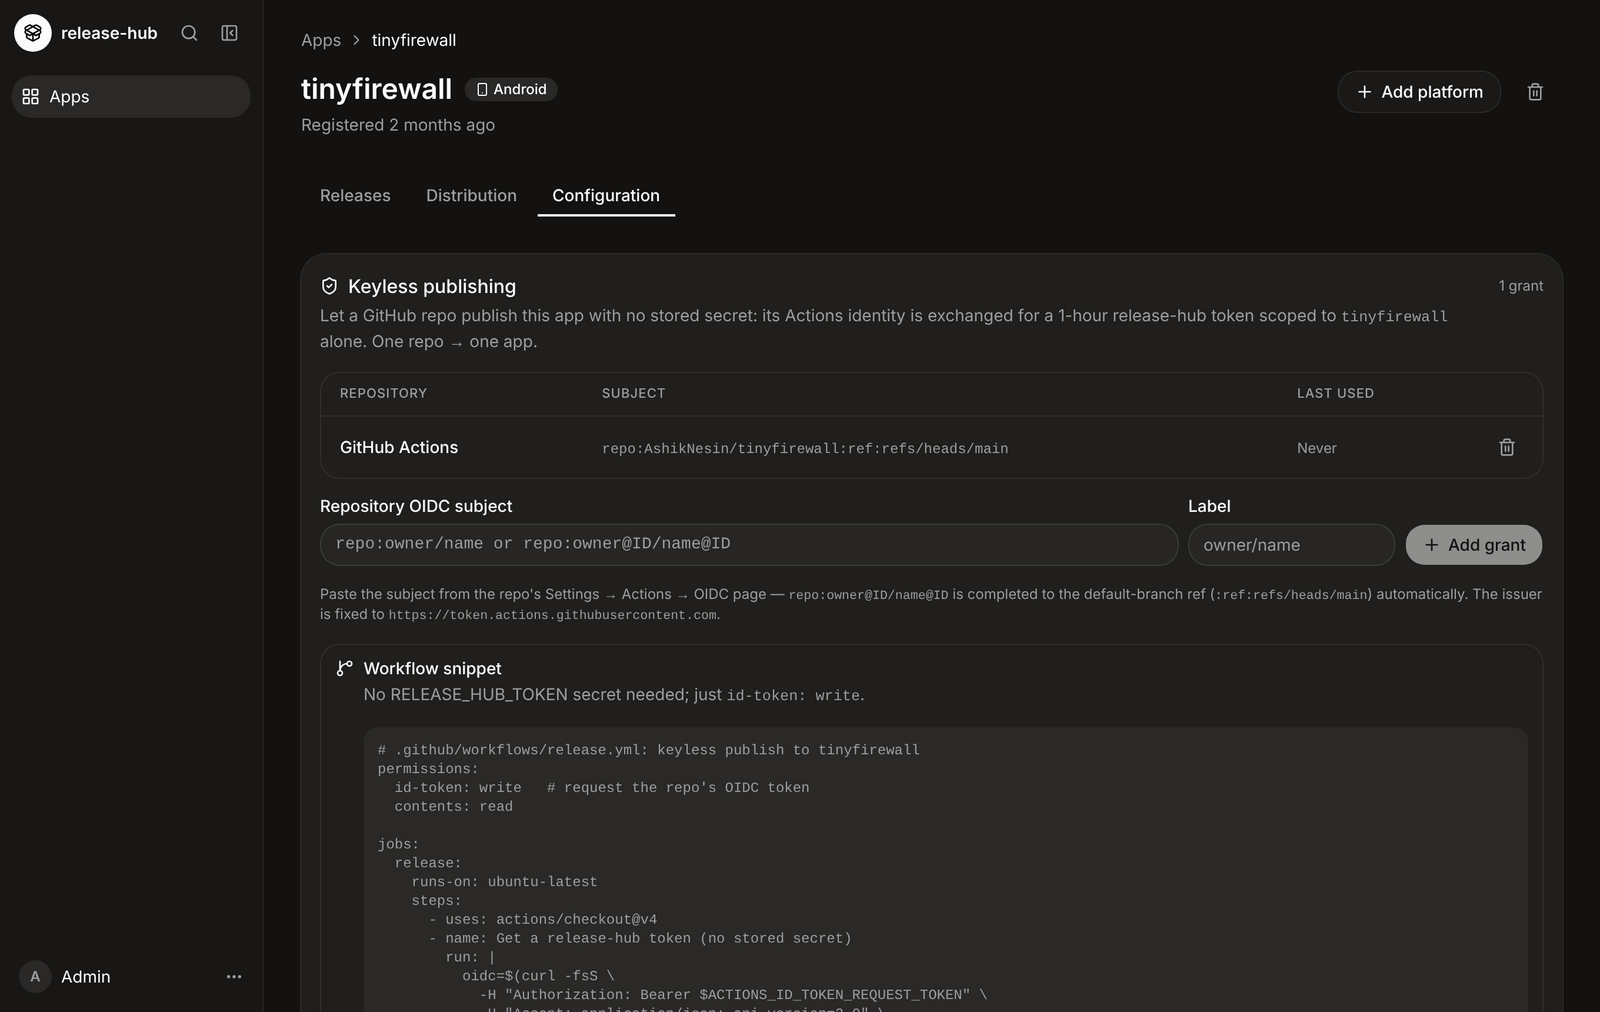 release-hub
Apps
Admin
A
Apps > tinyfirewall
tinyfirewall
Android
Registered 2 months ago
Add platform
Releases
Distribution
Configuration
Keyless publishing
1 grant
Let a GitHub repo publish this app with no stored secret: its Actions identity is exchanged for a 1-hour release-hub token scoped to tinyfirewall
alone. One repo → one app.
REPOSITORY SUBJECT LAST USED
GitHub Actions repo:AshikNesin/tinyfirewall:ref:refs/heads/main Never
Repository OIDC subject
Label
repo:owner/name or repo:owner@ID/name@ID
owner/name
Add grant
Paste the subject from the repo's Settings → Actions → OIDC page — repo:owner@ID/name@ID is completed to the default-branch ref (:ref:refs/heads/main) automatically. The issuer
is fixed to https://token.actions.githubusercontent.com.
Workflow snippet
No RELEASE_HUB_TOKEN secret needed; just id-token: write.
# .github/workflows/release.yml: keyless publish to tinyfirewall
permissions:
  id-token: write   # request the repo's OIDC token
  contents: read
jobs:
  release:
    runs-on: ubuntu-latest
    steps:
      - uses: actions/checkout@v4
      - name: Get a release-hub token (no stored secret)
        run: |
          oidc=$(curl -fsS \
            -H "Authorization: Bearer $ACTIONS_ID_TOKEN_REQUEST_TOKEN" \